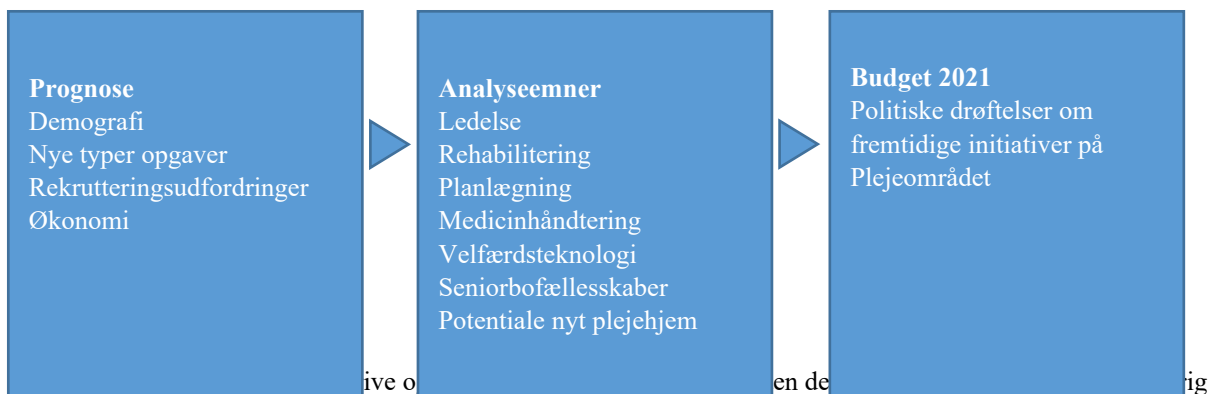 Prognose
Demografi
Nye typer opgaver
Rekrutteringsudfordringer
Økonomi
Analyseemner
Ledelse
Rehabilitering
Planlægning
Medicinhåndtering
Velfærdsteknologi
Seniorbofællesskaber
Potentiale nyt plejehjem
Budget 2021
Politiske drøftelser om
fremtidige initiativer på
Plejeområdet